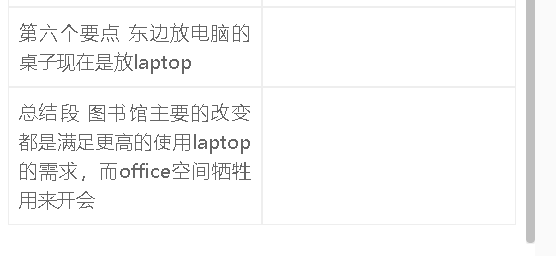 第六个要点 东边放电脑的
桌子现在是放laptop
总结段 图书馆主要的改变
都是满足更高的使用laptop
的需求，而office空间牺牲
用来开会